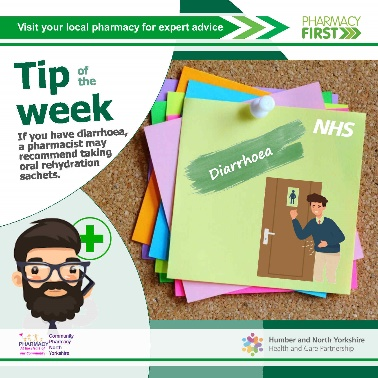 Visit your local pharmacy for expert advice
PHARMACY
FIRST
Tip of
the
week
If you have diarrhoea,
a pharmacist may
recommend taking
oral rehydration
sachets.
NHS
Diarrhoea
PHARMACY
Community
Pharmacy
North
Yorkshire
Humber and North Yorkshire
Health and Care Partnership